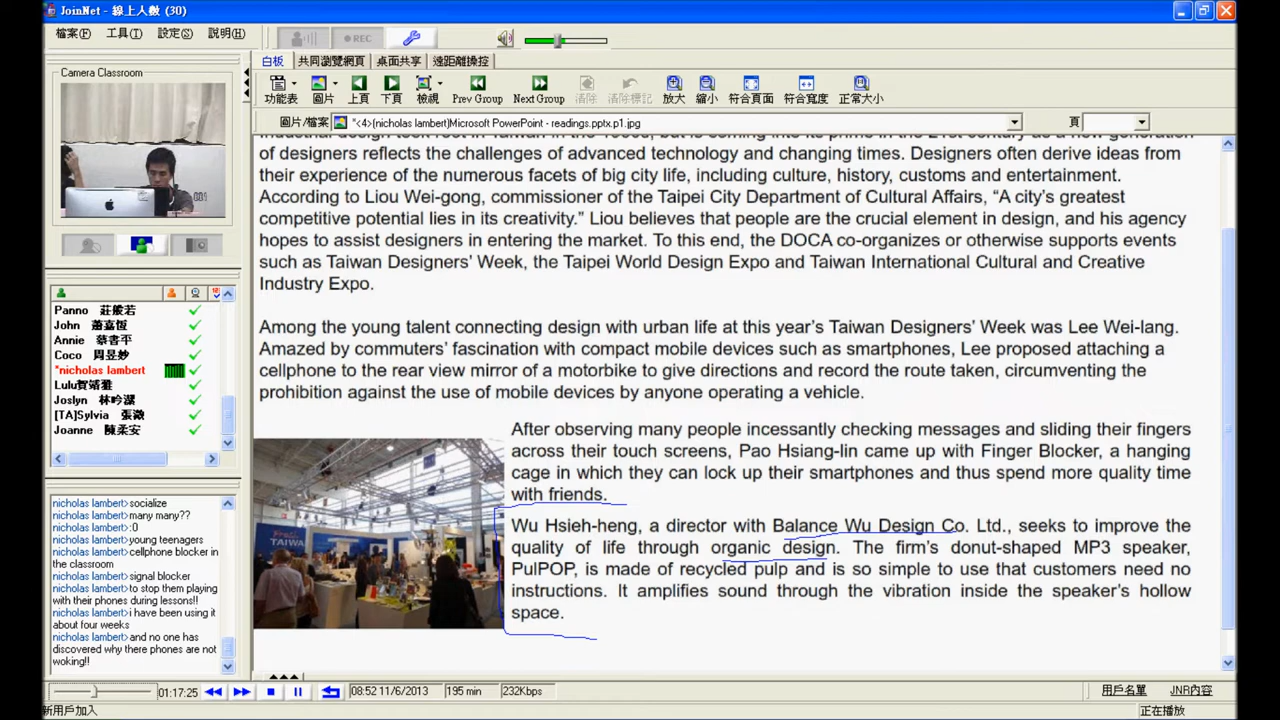 JoinNet - 線上人數 (30)
檔案(F) 工具(T) 設定(S) 說明(H)
REC
Camera Classroom
白板 共同瀏覽網頁 桌面共享 遠距離操控
功能表 圖片 上頁 下頁 檢視 Prev Group Next Group 清除 清除標記 放大 縮小 符合頁面 符合寬度 正常大小
圖片/檔案 *<4>(nicholas lambert)Microsoft PowerPoint - readings.pptx.p1.jpg 頁
of designers reflects the challenges of advanced technology and changing times. Designers often derive ideas from
their experience of the numerous facets of big city life, including culture, history, customs and entertainment.
According to Liou Wei-gong, commissioner of the Taipei City Department of Cultural Affairs, “A city’s greatest
competitive potential lies in its creativity.” Liou believes that people are the crucial element in design, and his agency
hopes to assist designers in entering the market. To this end, the DOCA co-organizes or otherwise supports events
such as Taiwan Designers’ Week, the Taipei World Design Expo and Taiwan International Cultural and Creative
Industry Expo.
Among the young talent connecting design with urban life at this year’s Taiwan Designers’ Week was Lee Wei-lang.
Amazed by commuters’ fascination with compact mobile devices such as smartphones, Lee proposed attaching a
cellphone to the rear view mirror of a motorbike to give directions and record the route taken, circumventing the
prohibition against the use of mobile devices by anyone operating a vehicle.
After observing many people incessantly checking messages and sliding their fingers
across their touch screens, Pao Hsiang-lin came up with Finger Blocker, a hanging
cage in which they can lock up their smartphones and thus spend more quality time
with friends.
Wu Hsieh-heng, a director with Balance Wu Design Co. Ltd., seeks to improve the
quality of life through organic design. The firm’s donut-shaped MP3 speaker,
PulPOP, is made of recycled pulp and is so simple to use that customers need no
instructions. It amplifies sound through the vibration inside the speaker’s hollow
space.
TAIWAN
Panno 莊般若
John 蕭嘉恆
Annie 蔡書平
Coco 周昱妙
*nicholas lambert
Lulu賀婧雅
Joslyn 林吟潔
[TA]Sylvia 張瀓
Joanne 陳柔安
nicholas lambert>socialize
nicholas lambert>many many??
nicholas lambert>:0
nicholas lambert>young teenagers
nicholas lambert>cellphone blocker in
the classroom
nicholas lambert>signal blocker
nicholas lambert>to stop them playing
with their phones during lessons!!
nicholas lambert>i have been using it
about four weeks
nicholas lambert>and no one has
discovered why there phones are not
woking!!
01:17:25 08:52 11/6/2013 195 min 232Kbps 用戶名單 JNR內容
新用戶加入 正在播放